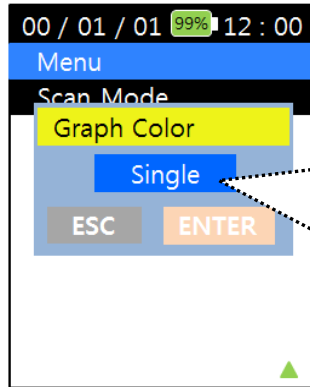 00 / 01 / 01 99% 12 : 00
Menu
Scan Mode
Graph Color
Single
ESC ENTER